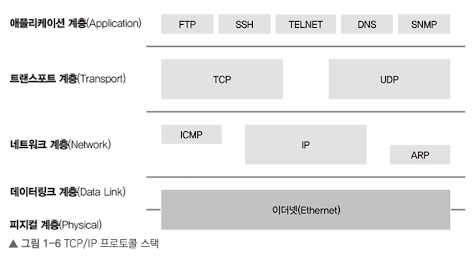 애플리케이션 계층(Application)
FTP SSH TELNET DNS SNMP
트랜스포트 계층(Transport)
TCP UDP
ICMP
네트워크 계층(Network)
IP
ARP
데이터링크 계층(Data Link)
이더넷(Ethernet)
피지컬 계층(Physical)
▲ 그림 1-6 TCP/IP 프로토콜 스택